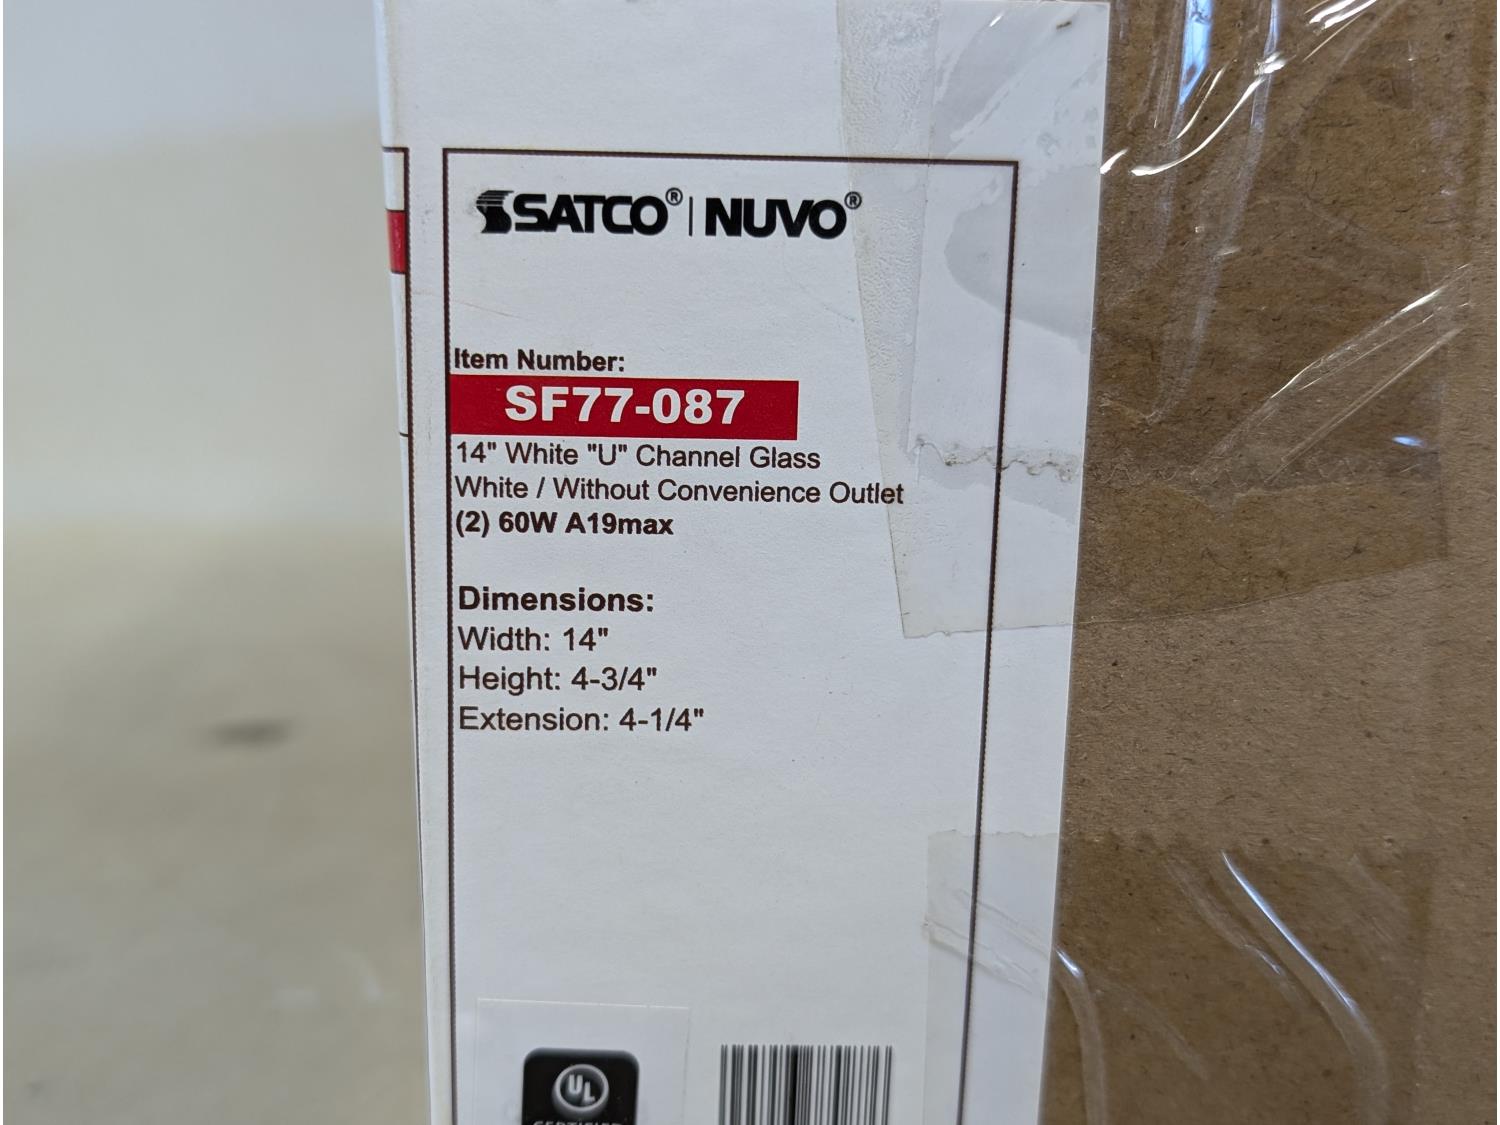 SATCO® | NUVO®
Item Number:
SF77-087
14" White "U" Channel Glass
White / Without Convenience Outlet
(2) 60W A19max
Dimensions:
Width: 14"
Height: 4-3/4"
Extension: 4-1/4"
UL
CERTIFIED